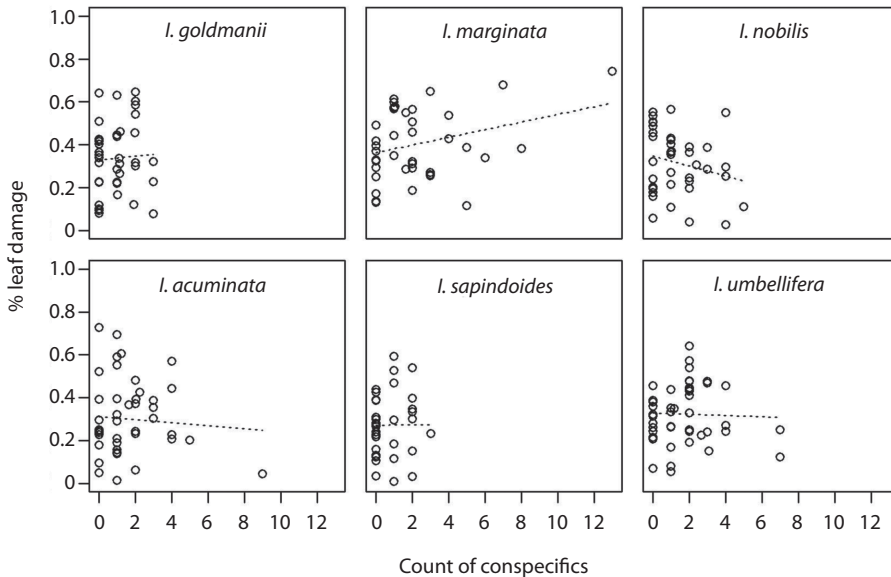 I. goldmanii
I. marginata
I. nobilis
1.0
0.8
0.6
0.4
0.2
0
% leaf damage
I. acuminata
I. sapindoides
I. umbellifera
1.0
0.8
0.6
0.4
0.2
0
0 2 4 6 8 10 12
0 2 4 6 8 10 12
0 2 4 6 8 10 12
Count of conspecifics